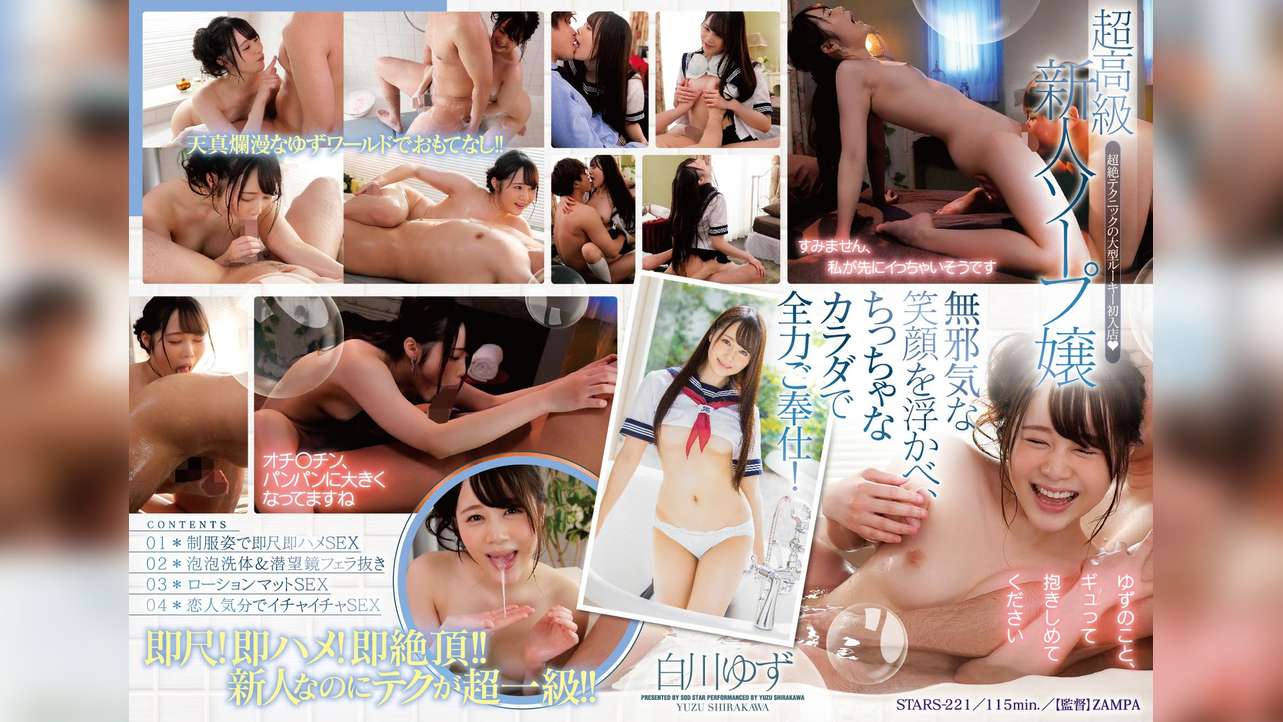 天真爛漫なゆずワールドでおもてなし!!
オチ〇チン、
パンパンに大きく
なってますね
CONTENTS
01＊制服姿で即尺即ハメSEX
02＊泡泡洗体＆潜望鏡フェラ抜き
03＊ローションマットSEX
04＊恋人気分でイチャイチャSEX
即尺!即ハメ!即絶頂!!
新人なのにテクが超一級!!
超高級
新人ソープ嬢
超絶テクニックの大型ルーキー初入店♥
すみません、
私が先にイっちゃいそうです
無邪気な
笑顔を浮かべ、
ちっちゃな
カラダで
全力ご奉仕!
ゆずのこと、
ギュって
抱きしめて
ください
白川ゆず
PRESENTED BY SOD STAR PERFORMANCED BY YUZU SHIRAKAWA
YUZU SHIRAKAWA
STARS-221／115min.／【監督】ZAMPA